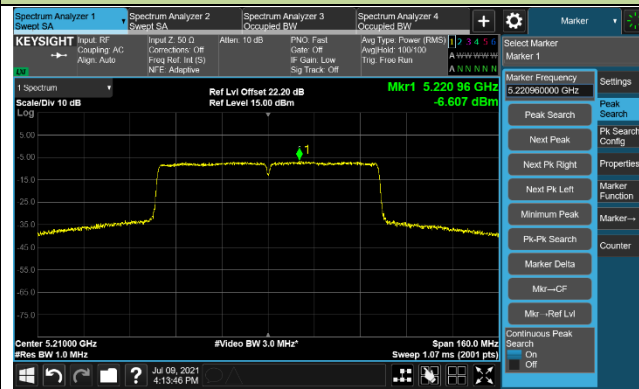 Spectrum Analyzer 1
Swept SA
Spectrum Analyzer 2
Swept SA
Spectrum Analyzer 3
Occupied BW
Spectrum Analyzer 4
Occupied BW
+
Marker
KEYSIGHT
Input: RF
Coupling: AC
Align: Auto
Input Z: 50 Ω
Corrections: Off
Freq Ref: Int (S)
NFE: Adaptive
Atten: 10 dB
PNO: Fast
Gate: Off
IF Gain: Low
Sig Track: Off
Avg Type: Power (RMS)
Avg|Hold: 100/100
Trig: Free Run
1 2 3 4 5 6
A W W W W W
A N N N N N
LXI
Select Marker
Marker 1
Marker Frequency
5.220960000 GHz
Peak Search
Next Peak
Next Pk Right
Next Pk Left
Minimum Peak
Pk-Pk Search
Marker Delta
Mkr→CF
Mkr→Ref Lvl
Continuous Peak
Search
On
Off
Settings
Peak
Search
Pk Search
Config
Properties
Marker
Function
Marker→
Counter
1 Spectrum
Scale/Div 10 dB
Log
Ref Lvl Offset 22.20 dB
Ref Level 15.00 dBm
Mkr1 5.220 96 GHz
-6.607 dBm
5.00
-5.00
-15.0
-25.0
-35.0
-45.0
-55.0
-65.0
-75.0
1
Center 5.21000 GHz
#Res BW 1.0 MHz
#Video BW 3.0 MHz*
Span 160.0 MHz
Sweep 1.07 ms (2001 pts)
?
Jul 09, 2021
4:13:46 PM